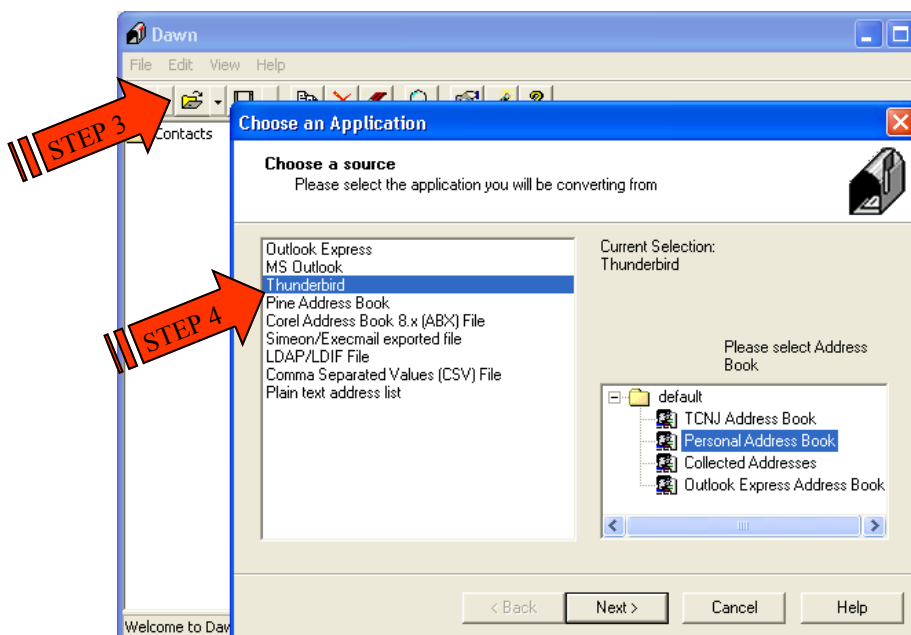 Dawn
File Edit View Help
STEP 3
Contacts
Choose an Application
Choose a source
Please select the application you will be converting from
Outlook Express
MS Outlook
Thunderbird
Pine Address Book
Corel Address Book 8.x (ABX) File
Simeon/Execmail exported file
LDAP/LDIF File
Comma Separated Values (CSV) File
Plain text address list
STEP 4
Current Selection:
Thunderbird
Please select Address
Book
default
TCNJ Address Book
Personal Address Book
Collected Addresses
Outlook Express Address Book
< Back Next > Cancel Help
Welcome to Daw